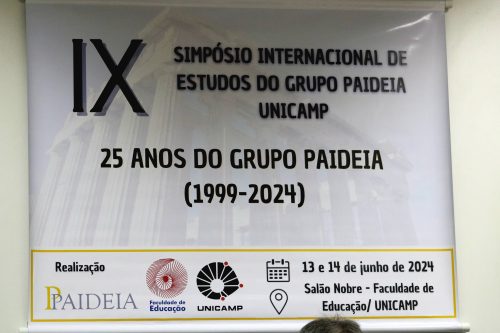 IX
SIMPÓSIO INTERNACIONAL DE
ESTUDOS DO GRUPO PAIDEIA
UNICAMP
25 ANOS DO GRUPO PAIDEIA
(1999-2024)
Realização
PAIDEIA
Faculdade de
Educação
UNICAMP
13 e 14 de junho de 2024
Salão Nobre - Faculdade de
Educação/ UNICAMP